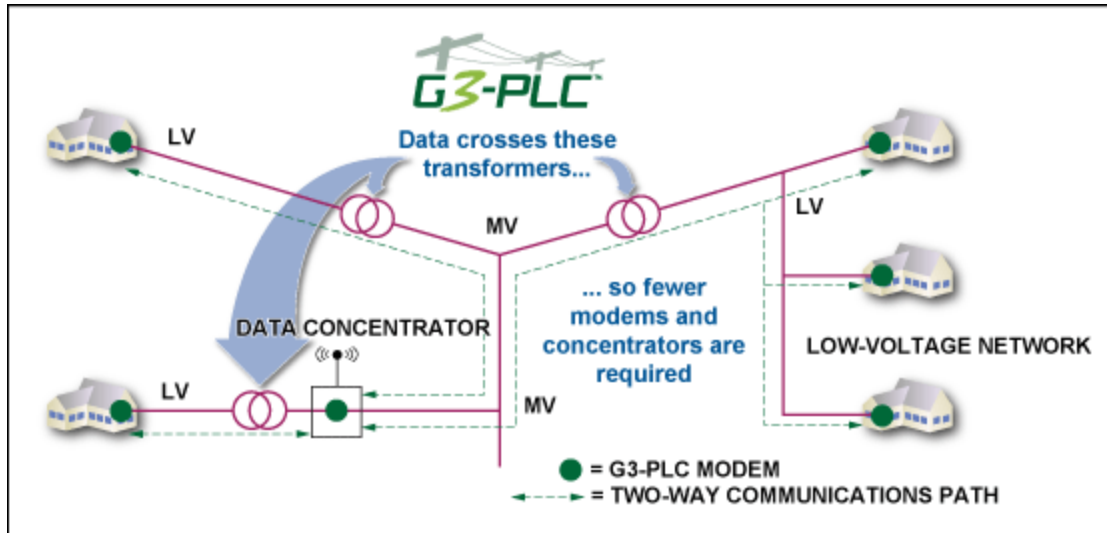 G3-PLC™
Data crosses these
transformers...
LV
MV
LV
... so fewer
modems and
concentrators are
required
DATA CONCENTRATOR
LOW-VOLTAGE NETWORK
LV
MV
= G3-PLC MODEM
= TWO-WAY COMMUNICATIONS PATH